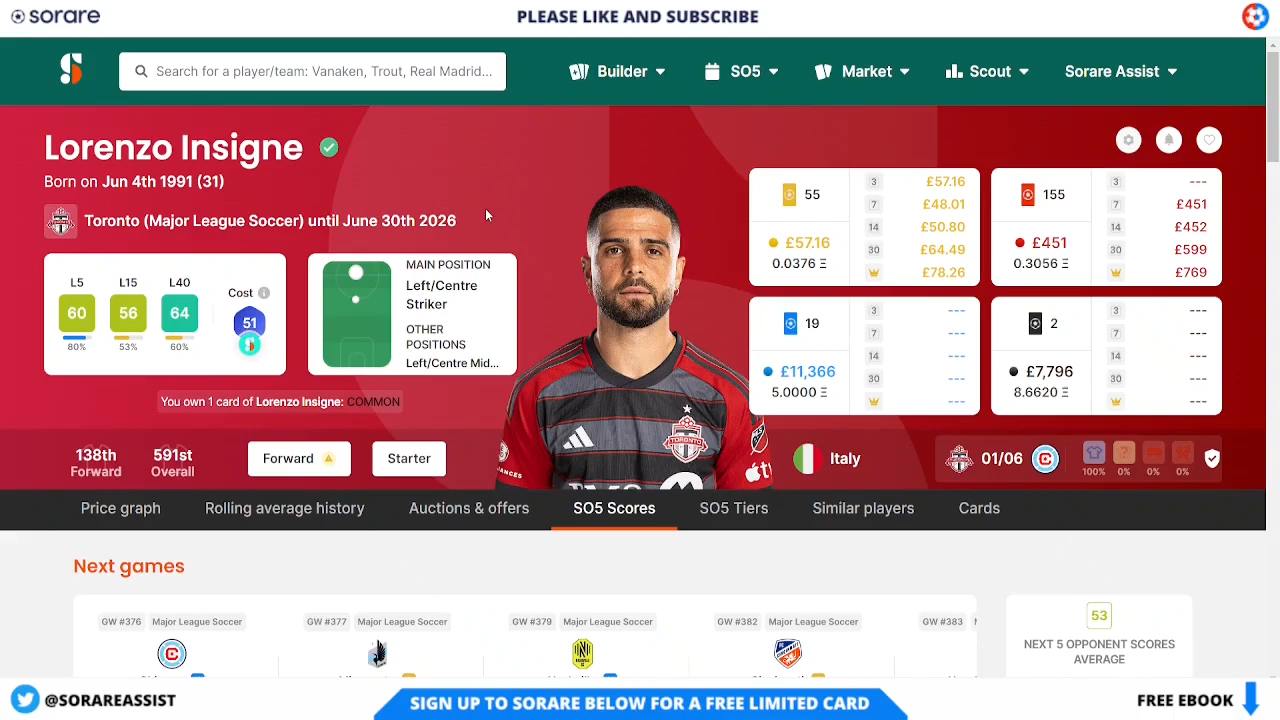 sorare
PLEASE LIKE AND SUBSCRIBE
Search for a player/team: Vanaken, Trout, Real Madrid...
Builder
SO5
Market
Scout
Sorare Assist
Lorenzo Insigne
Born on Jun 4th 1991 (31)
Toronto (Major League Soccer) until June 30th 2026
L5
L15
L40
Cost
60
56
64
51
80%
53%
60%
MAIN POSITION
Left/Centre
Striker
OTHER
POSITIONS
Left/Centre Mid...
You own 1 card of Lorenzo Insigne: COMMON
55
£57.16
0.0376 Ξ
3 £57.16
7 £48.01
14 £50.80
30 £64.49
£78.26
155
£451
0.3056 Ξ
3 ---
7 £451
14 £452
30 £599
£769
19
£11,366
5.0000 Ξ
3 ---
7 ---
14 ---
30 ---
---
2
£7,796
8.6620 Ξ
3 ---
7 ---
14 ---
30 ---
---
138th
Forward
591st
Overall
Forward
Starter
TORONTO
Italy
01/06
100%
0%
0%
0%
Price graph
Rolling average history
Auctions & offers
SO5 Scores
SO5 Tiers
Similar players
Cards
Next games
GW #376
Major League Soccer
GW #377
Major League Soccer
GW #379
Major League Soccer
GW #382
Major League Soccer
GW #383
53
NEXT 5 OPPONENT SCORES
AVERAGE
@SORAREASSIST
SIGN UP TO SORARE BELOW FOR A FREE LIMITED CARD
FREE EBOOK